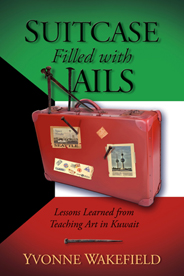 SUITCASE
Filled with
NAILS
Lessons Learned from
Teaching Art in Kuwait
YVONNE WAKEFIELD